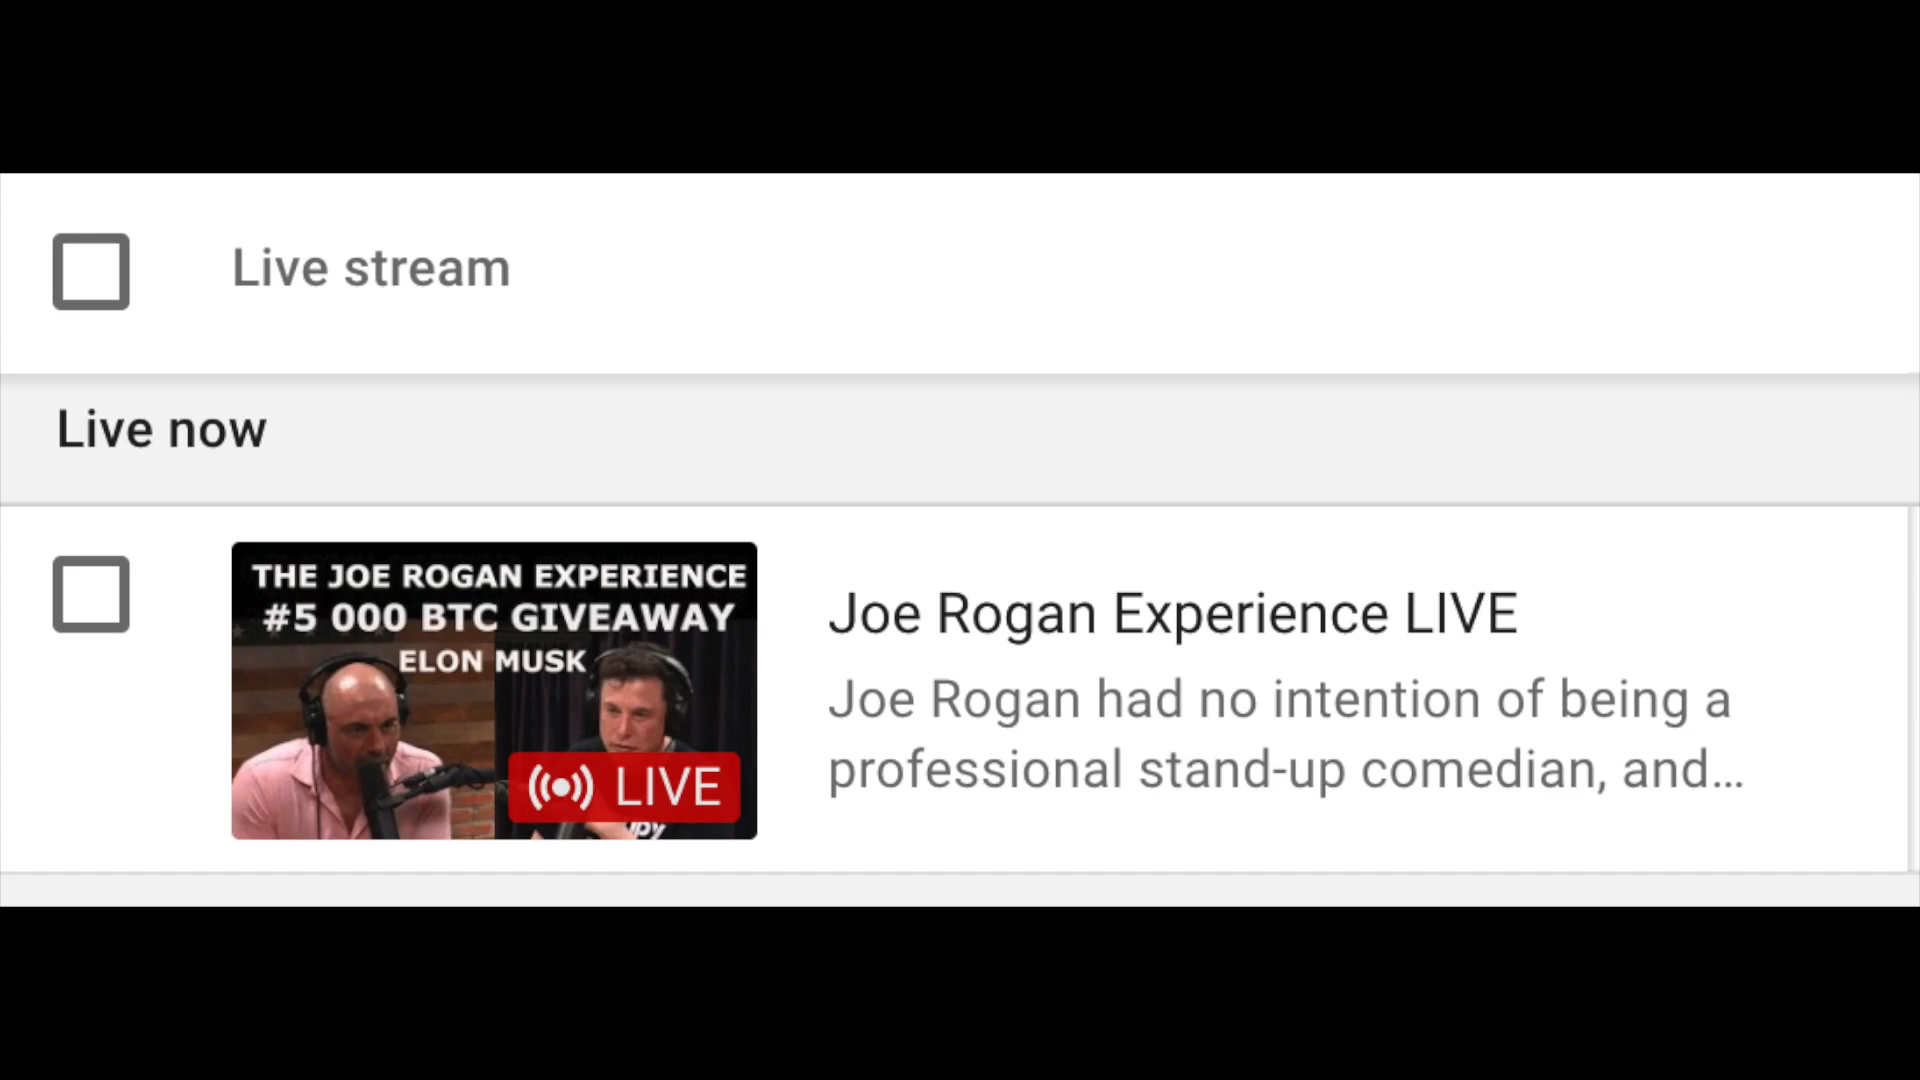 Live stream
Live now
THE JOE ROGAN EXPERIENCE
#5 000 BTC GIVEAWAY
ELON MUSK
LIVE
Joe Rogan Experience LIVE
Joe Rogan had no intention of being a
professional stand-up comedian, and…